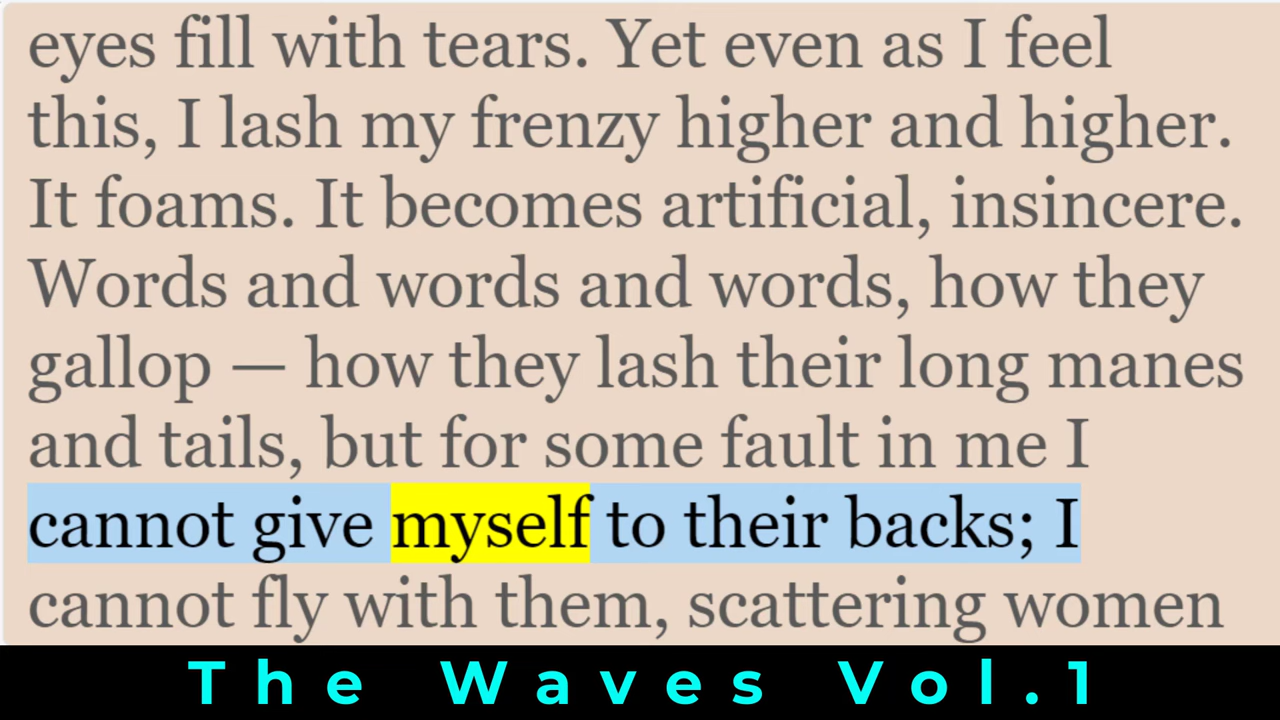 eyes fill with tears. Yet even as I feel
this, I lash my frenzy higher and higher.
It foams. It becomes artificial, insincere.
Words and words and words, how they
gallop — how they lash their long manes
and tails, but for some fault in me I
cannot give myself to their backs; I
cannot fly with them, scattering women
The Waves Vol.1